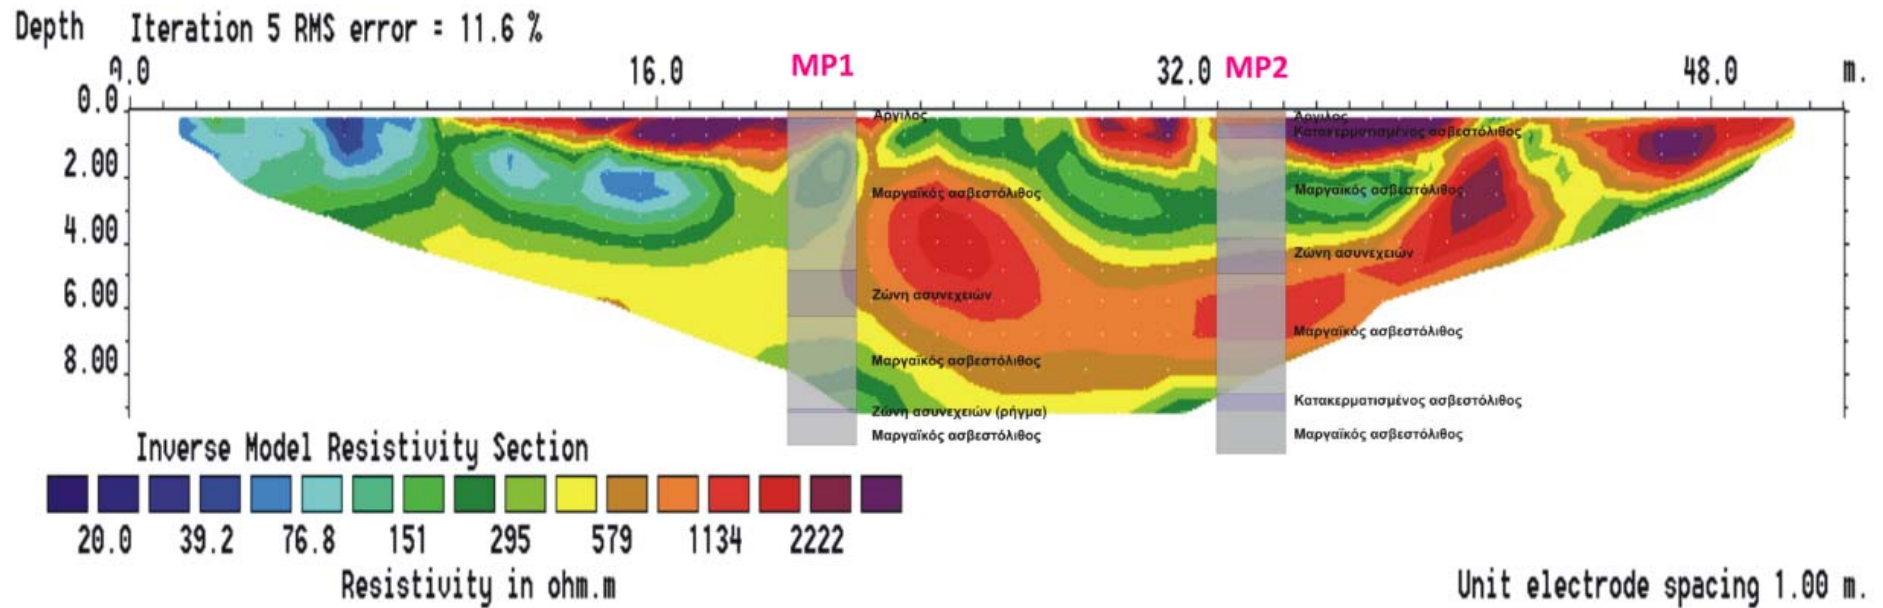 Depth Iteration 5 RMS error = 11.6 %
0.0 16.0 MP1 32.0 MP2 48.0 m.
0.0
Άργιλος Άργιλος
Κατακερματισμένος ασβεστόλιθος
2.00
Μαργαϊκός ασβεστόλιθος Μαργαϊκός ασβεστόλιθος
4.00
Ζώνη ασυνεχειών
6.00
Ζώνη ασυνεχειών
Μαργαϊκός ασβεστόλιθος
8.00
Μαργαϊκός ασβεστόλιθος
Κατακερματισμένος ασβεστόλιθος
Ζώνη ασυνεχειών (ρήγμα)
Μαργαϊκός ασβεστόλιθος Μαργαϊκός ασβεστόλιθος
Inverse Model Resistivity Section
20.0 39.2 76.8 151 295 579 1134 2222
Resistivity in ohm.m
Unit electrode spacing 1.00 m.